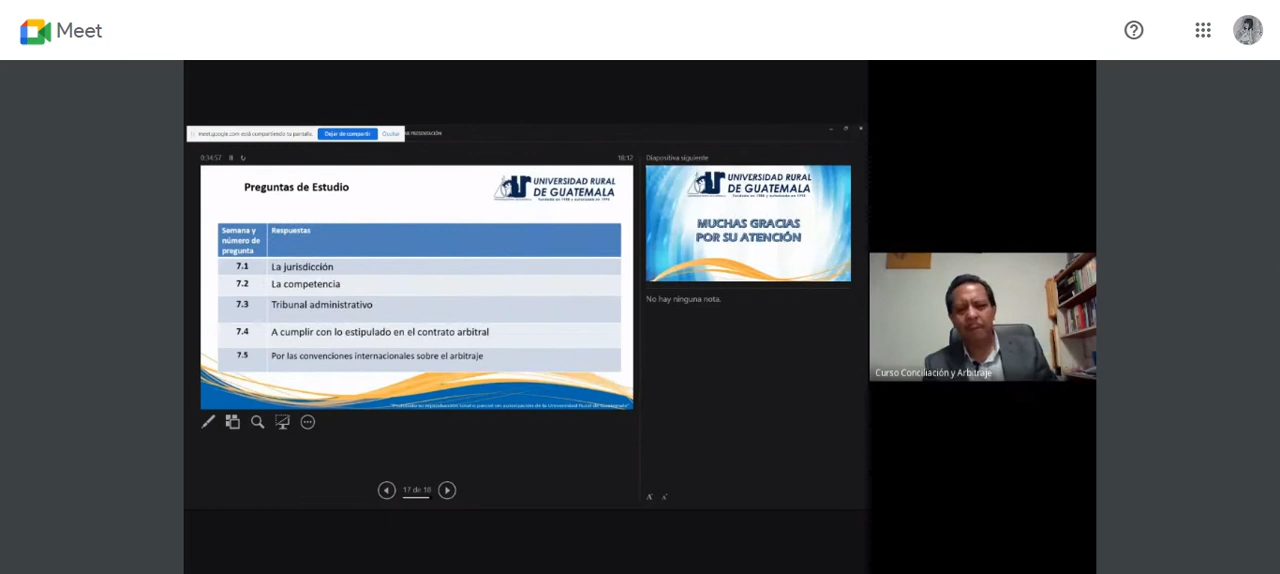 Meet
meet.google.com está compartiendo tu pantalla.
Dejar de compartir
Ocultar
AR PRESENTACIÓN
0:34:57
18:12
Diapositiva siguiente
Preguntas de Estudio
UNIVERSIDAD RURAL
DE GUATEMALA
Semana y
número de
pregunta
Respuestas
7.1 La jurisdicción
7.2 La competencia
7.3 Tribunal administrativo
7.4 A cumplir con lo estipulado en el contrato arbitral
7.5 Por las convenciones internacionales sobre el arbitraje
UNIVERSIDAD RURAL
DE GUATEMALA
MUCHAS GRACIAS
POR SU ATENCIÓN
No hay ninguna nota.
Curso Conciliación y Arbitraje
17 de 18